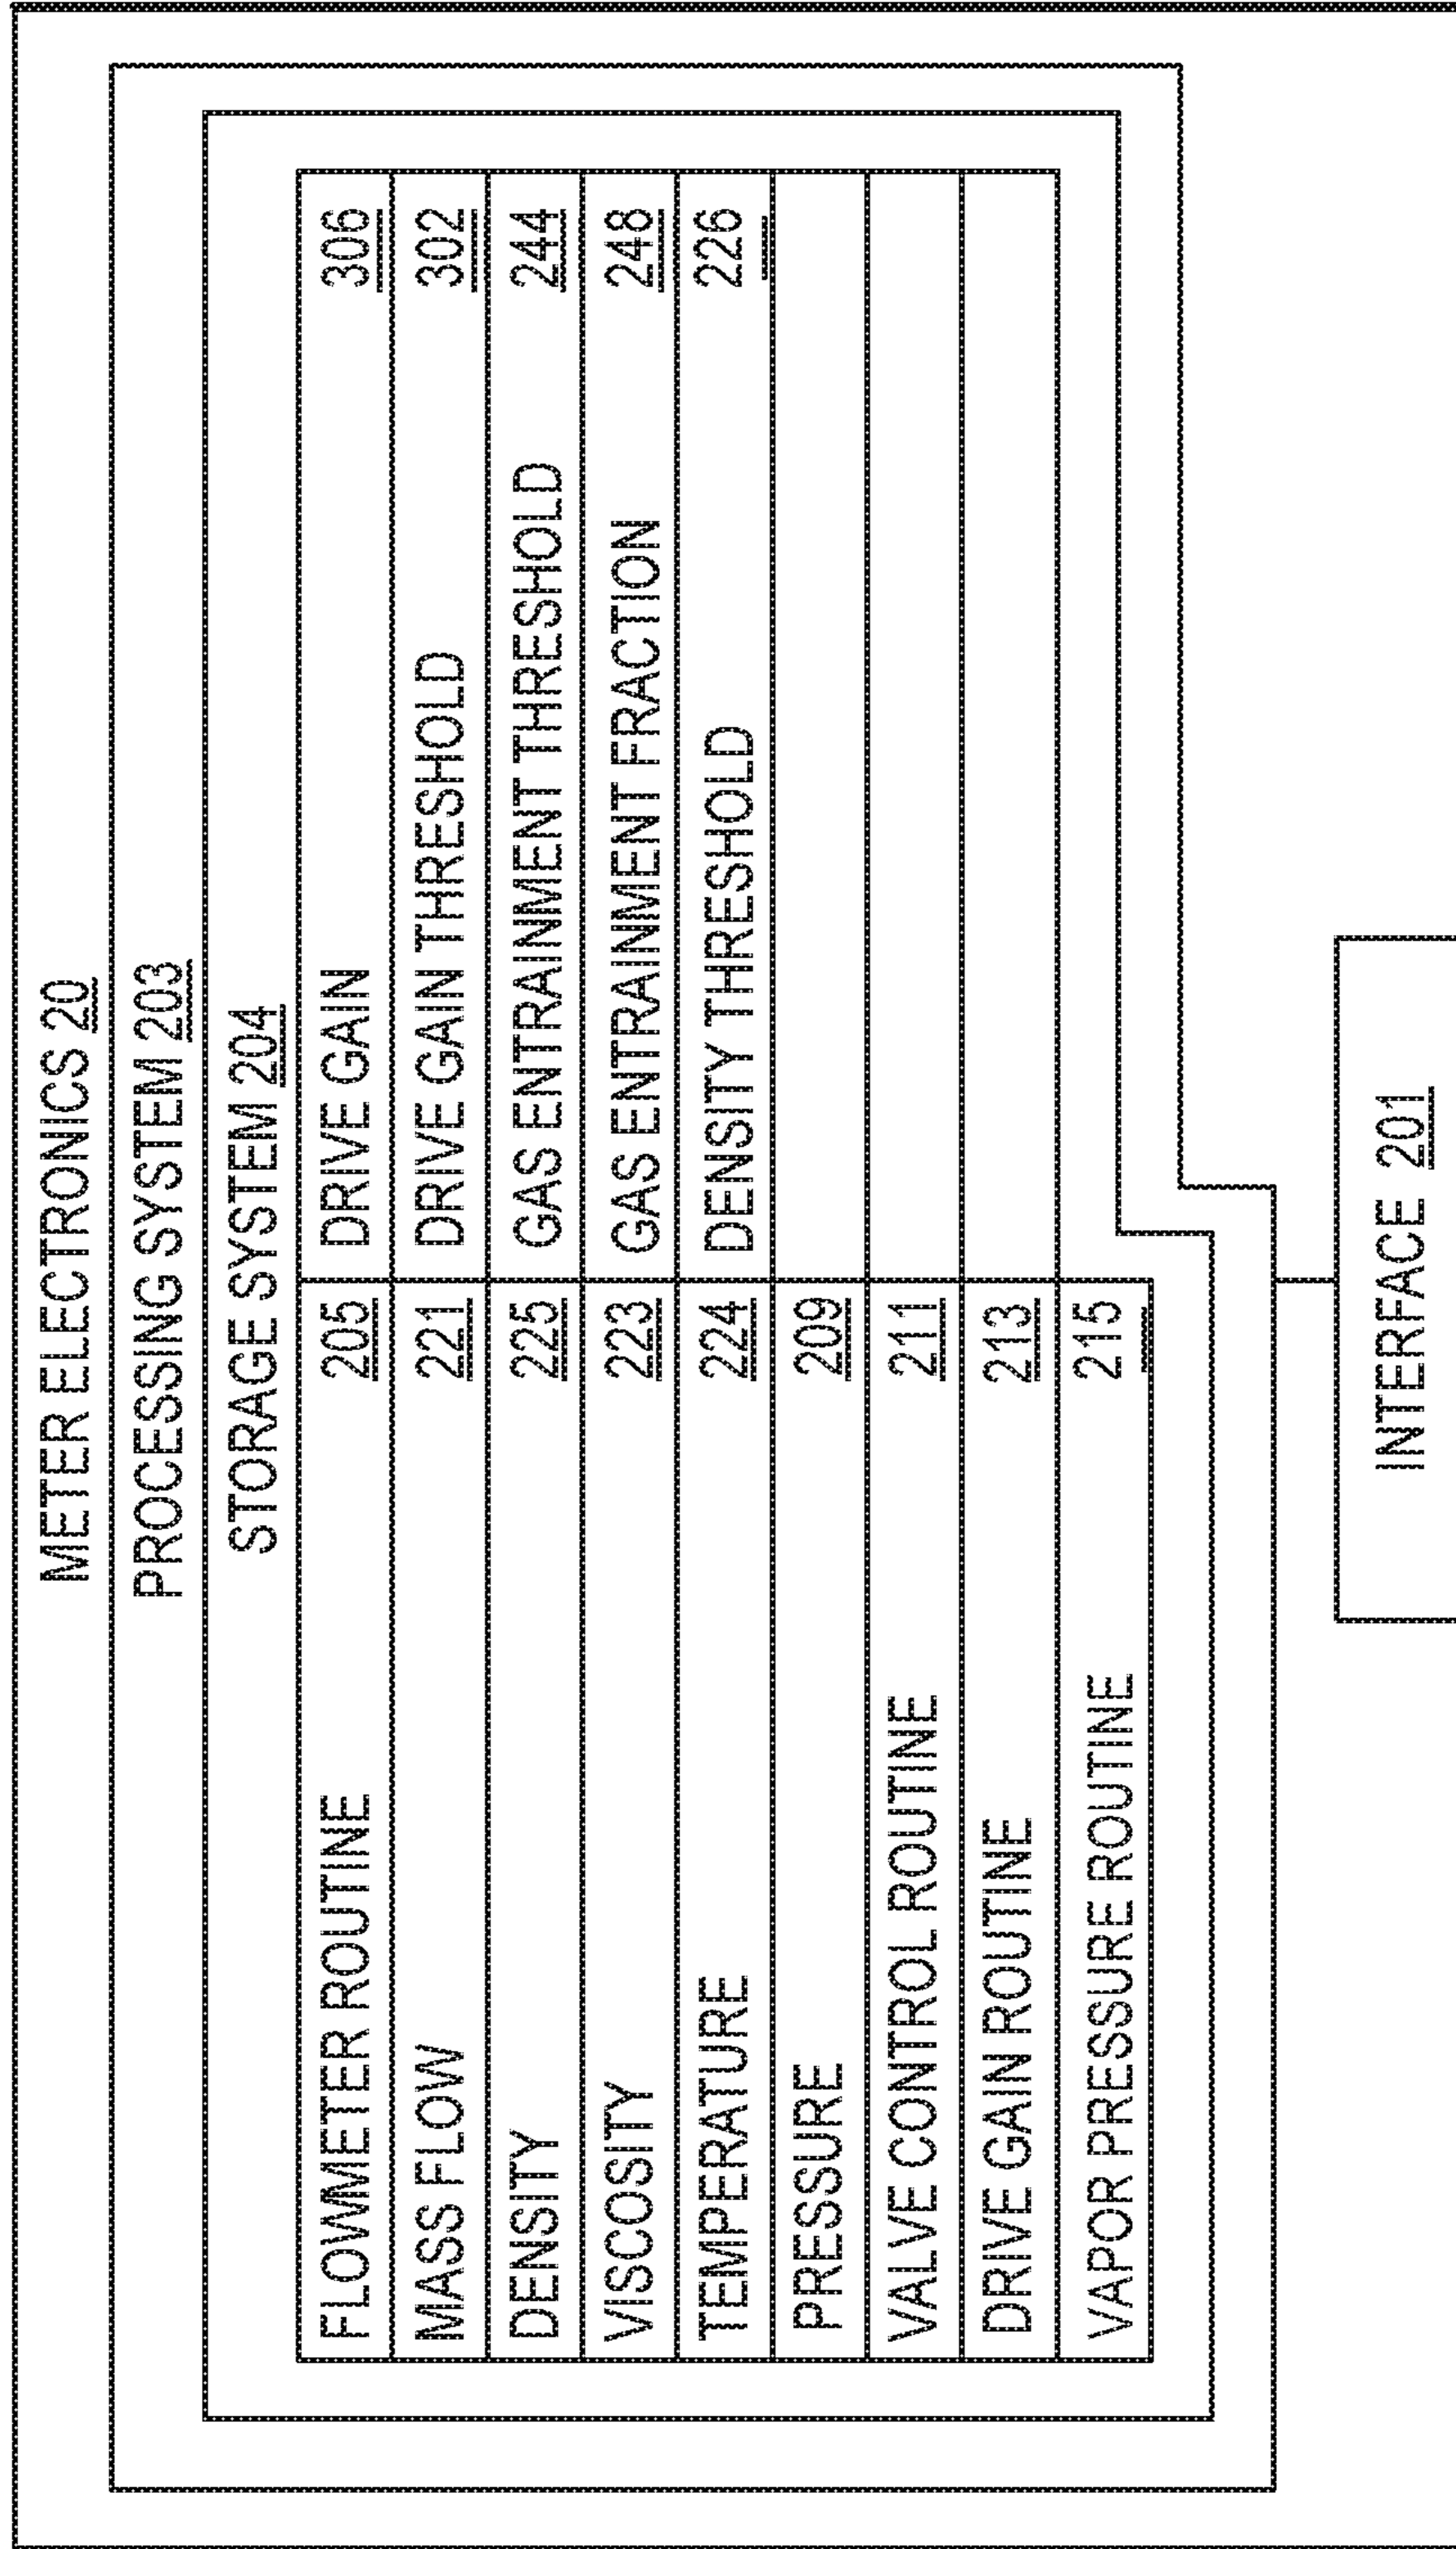 METER ELECTRONICS 20
PROCESSING SYSTEM 203
STORAGE SYSTEM 204
FLOWMETER ROUTINE 205 DRIVE GAIN 306
MASS FLOW 221 DRIVE GAIN THRESHOLD 302
DENSITY 225 GAS ENTRAINMENT THRESHOLD 244
VISCOSITY 223 GAS ENTRAINMENT FRACTION 248
TEMPERATURE 224 DENSITY THRESHOLD 226
PRESSURE 209
VALVE CONTROL ROUTINE 211
DRIVE GAIN ROUTINE 213
VAPOR PRESSURE ROUTINE 215
INTERFACE 201